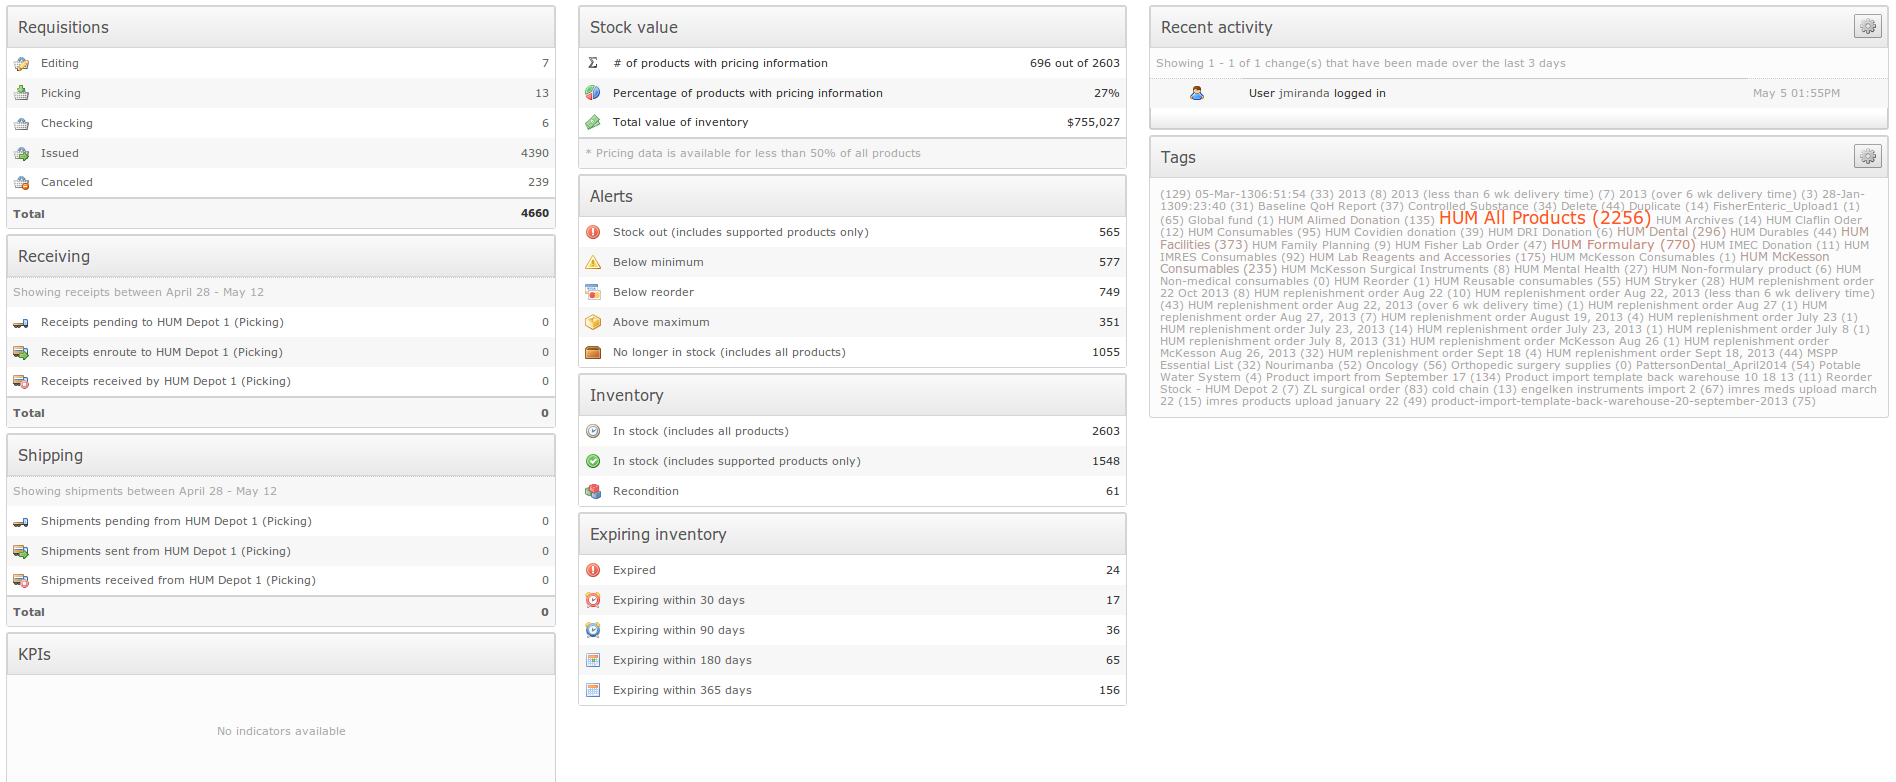 Requisitions
Editing 7
Picking 13
Checking 6
Issued 4390
Canceled 239
Total 4660
Receiving
Showing receipts between April 28 - May 12
Receipts pending to HUM Depot 1 (Picking) 0
Receipts enroute to HUM Depot 1 (Picking) 0
Receipts received by HUM Depot 1 (Picking) 0
Total 0
Shipping
Showing shipments between April 28 - May 12
Shipments pending from HUM Depot 1 (Picking) 0
Shipments sent from HUM Depot 1 (Picking) 0
Shipments received from HUM Depot 1 (Picking) 0
Total 0
KPIs
No indicators available
Stock value
Σ # of products with pricing information 696 out of 2603
Percentage of products with pricing information 27%
Total value of inventory $755,027
* Pricing data is available for less than 50% of all products
Alerts
Stock out (includes supported products only) 565
Below minimum 577
Below reorder 749
Above maximum 351
No longer in stock (includes all products) 1055
Inventory
In stock (includes all products) 2603
In stock (includes supported products only) 1548
Recondition 61
Expiring inventory
Expired 24
Expiring within 30 days 17
Expiring within 90 days 36
Expiring within 180 days 65
Expiring within 365 days 156
Recent activity
Showing 1 - 1 of 1 change(s) that have been made over the last 3 days
User jmiranda logged in May 5 01:55PM
Tags
(129) 05-Mar-1306:51:54 (33) 2013 (8) 2013 (less than 6 wk delivery time) (7) 2013 (over 6 wk delivery time) (3) 28-Jan-
1309:23:40 (31) Baseline QoH Report (37) Controlled Substance (34) Delete (44) Duplicate (14) FisherEnteric_Upload1 (1)
(65) Global fund (1) HUM Alimed Donation (135) HUM All Products (2256) HUM Archives (14) HUM Claflin Oder
(12) HUM Consumables (95) HUM Covidien donation (39) HUM DRI Donation (6) HUM Dental (296) HUM Durables (44) HUM
Facilities (373) HUM Family Planning (9) HUM Fisher Lab Order (47) HUM Formulary (770) HUM IMEC Donation (11) HUM
IMRES Consumables (92) HUM Lab Reagents and Accessories (175) HUM McKesson Consumables (1) HUM McKesson
Consumables (235) HUM McKesson Surgical Instruments (8) HUM Mental Health (27) HUM Non-formulary product (6) HUM
Non-medical consumables (0) HUM Reorder (1) HUM Reusable consumables (55) HUM Stryker (28) HUM replenishment order
22 Oct 2013 (8) HUM replenishment order Aug 22 (10) HUM replenishment order Aug 22, 2013 (less than 6 wk delivery time)
(43) HUM replenishment order Aug 22, 2013 (over 6 wk delivery time) (1) HUM replenishment order Aug 27 (1) HUM
replenishment order Aug 27, 2013 (7) HUM replenishment order August 19, 2013 (4) HUM replenishment order July 23 (1)
HUM replenishment order July 23, 2013 (14) HUM replenishment order July 23, 2013 (1) HUM replenishment order July 8 (1)
HUM replenishment order July 8, 2013 (31) HUM replenishment order McKesson Aug 26 (1) HUM replenishment order
McKesson Aug 26, 2013 (32) HUM replenishment order Sept 18 (4) HUM replenishment order Sept 18, 2013 (44) MSPP
Essential List (32) Nourimanba (52) Oncology (56) Orthopedic surgery supplies (0) PattersonDental_April2014 (54) Potable
Water System (4) Product import from September 17 (134) Product import template back warehouse 10 18 13 (11) Reorder
Stock - HUM Depot 2 (7) ZL surgical order (83) cold chain (13) engelken instruments import 2 (67) imres meds upload march
22 (15) imres products upload january 22 (49) product-import-template-back-warehouse-20-september-2013 (75)